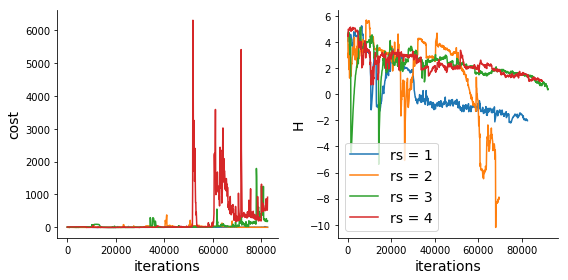 6000
5000
4000
3000
2000
1000
0
cost
0 20000 40000 60000 80000
iterations
6
4
2
0
−2
−4
−6
−8
−10
H
rs = 1
rs = 2
rs = 3
rs = 4
0 20000 40000 60000 80000
iterations